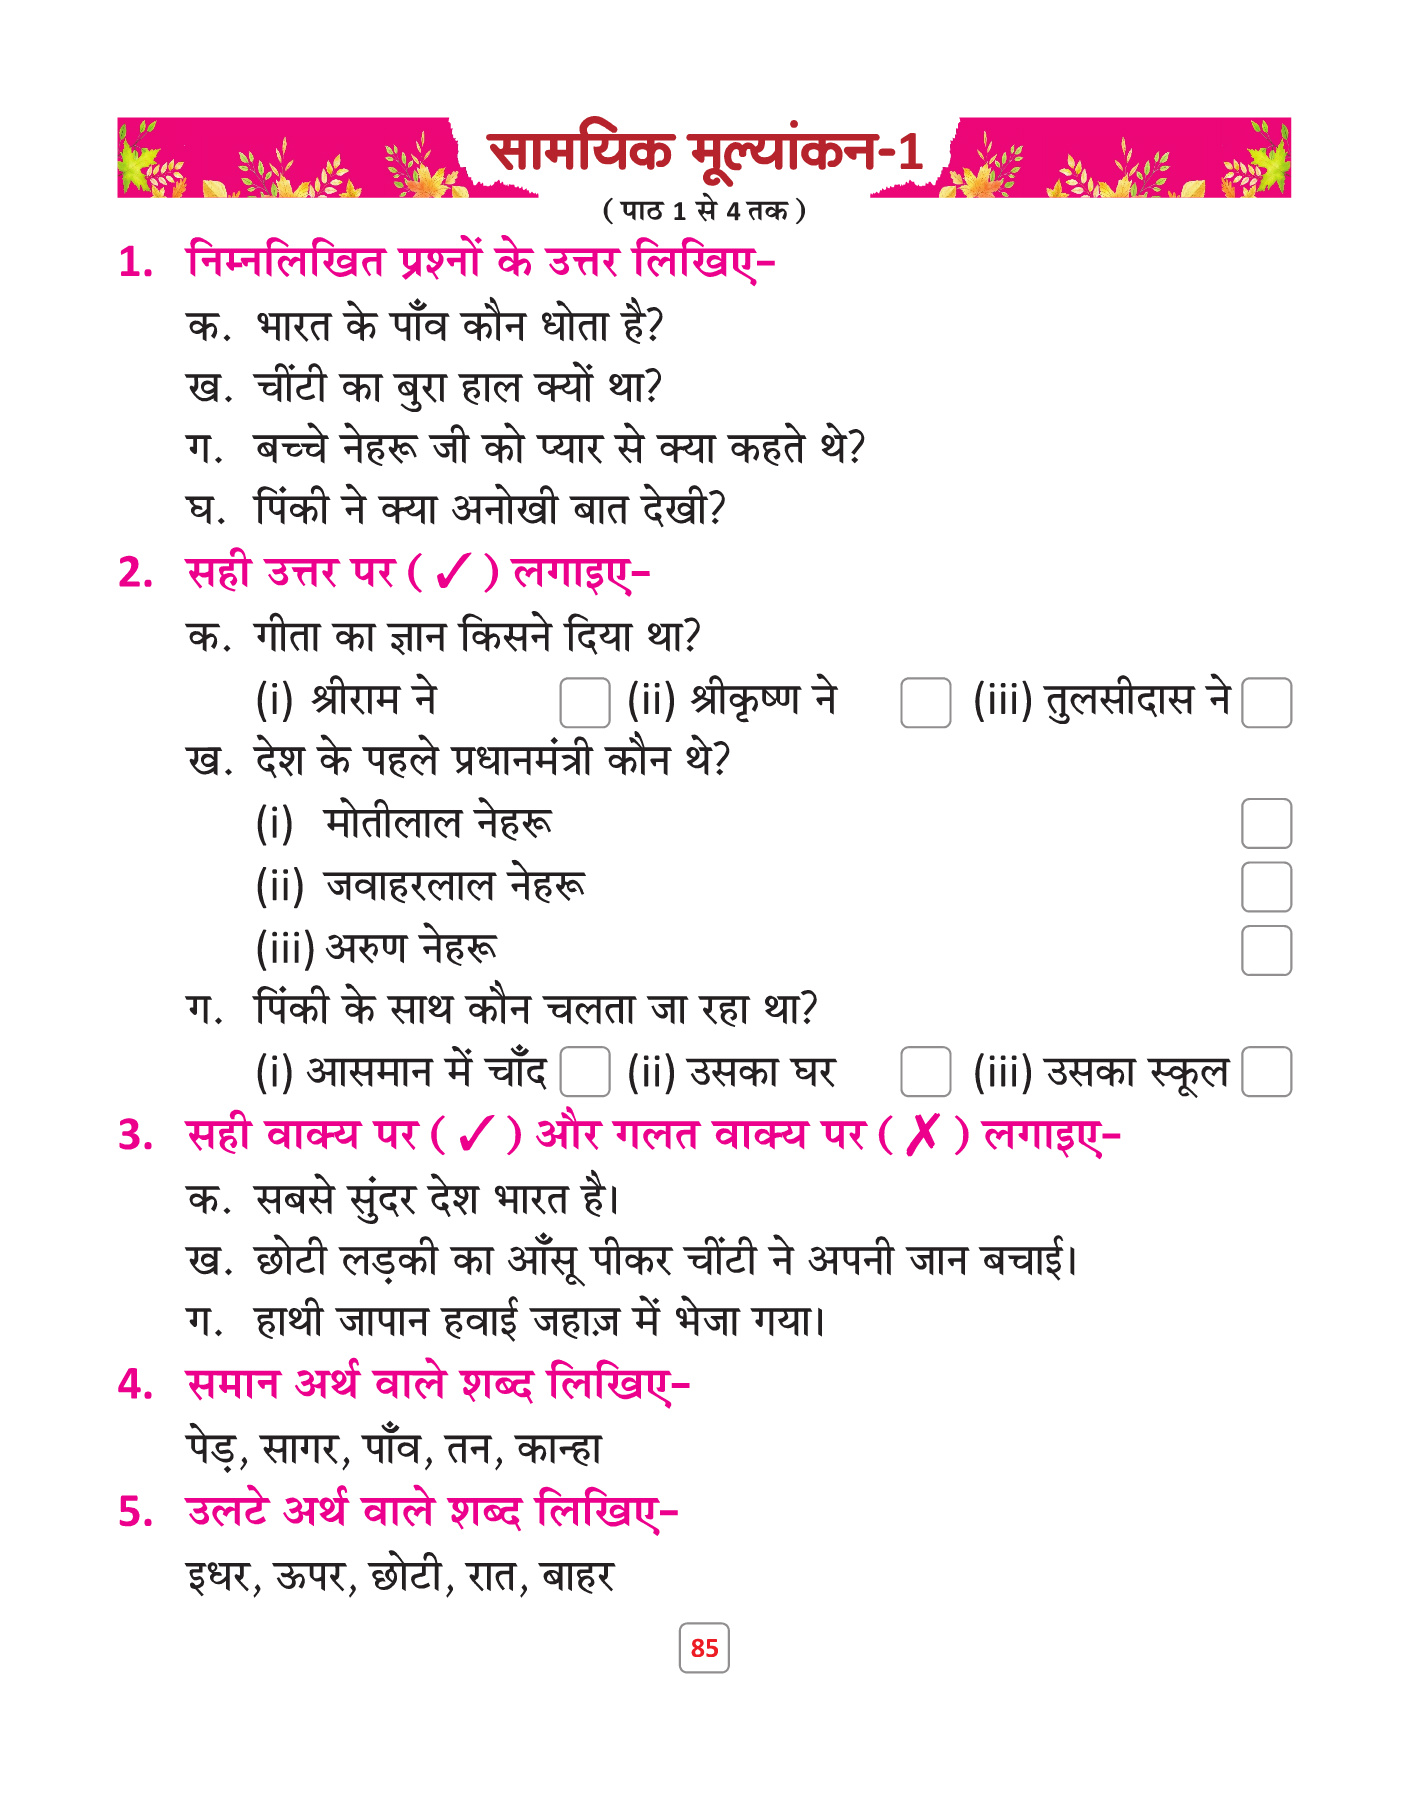 सामयिक मूल्यांकन-1
( पाठ 1 से 4 तक )
1. निम्नलिखित प्रश्नों के उत्तर लिखिए–
क. भारत के पाँव कौन धोता है?
ख. चींटी का बुरा हाल क्यों था?
ग. बच्चे नेहरू जी को प्यार से क्या कहते थे?
घ. पिंकी ने क्या अनोखी बात देखी?
2. सही उत्तर पर ( ✓ ) लगाइए–
क. गीता का ज्ञान किसने दिया था?
(i) श्रीराम ने (ii) श्रीकृष्ण ने (iii) तुलसीदास ने
ख. देश के पहले प्रधानमंत्री कौन थे?
(i) मोतीलाल नेहरू
(ii) जवाहरलाल नेहरू
(iii) अरुण नेहरू
ग. पिंकी के साथ कौन चलता जा रहा था?
(i) आसमान में चाँद (ii) उसका घर (iii) उसका स्कूल
3. सही वाक्य पर ( ✓ ) और गलत वाक्य पर ( ✗ ) लगाइए–
क. सबसे सुंदर देश भारत है।
ख. छोटी लड़की का आँसू पीकर चींटी ने अपनी जान बचाई।
ग. हाथी जापान हवाई जहाज़ में भेजा गया।
4. समान अर्थ वाले शब्द लिखिए–
पेड़, सागर, पाँव, तन, कान्हा
5. उलटे अर्थ वाले शब्द लिखिए–
इधर, ऊपर, छोटी, रात, बाहर
85